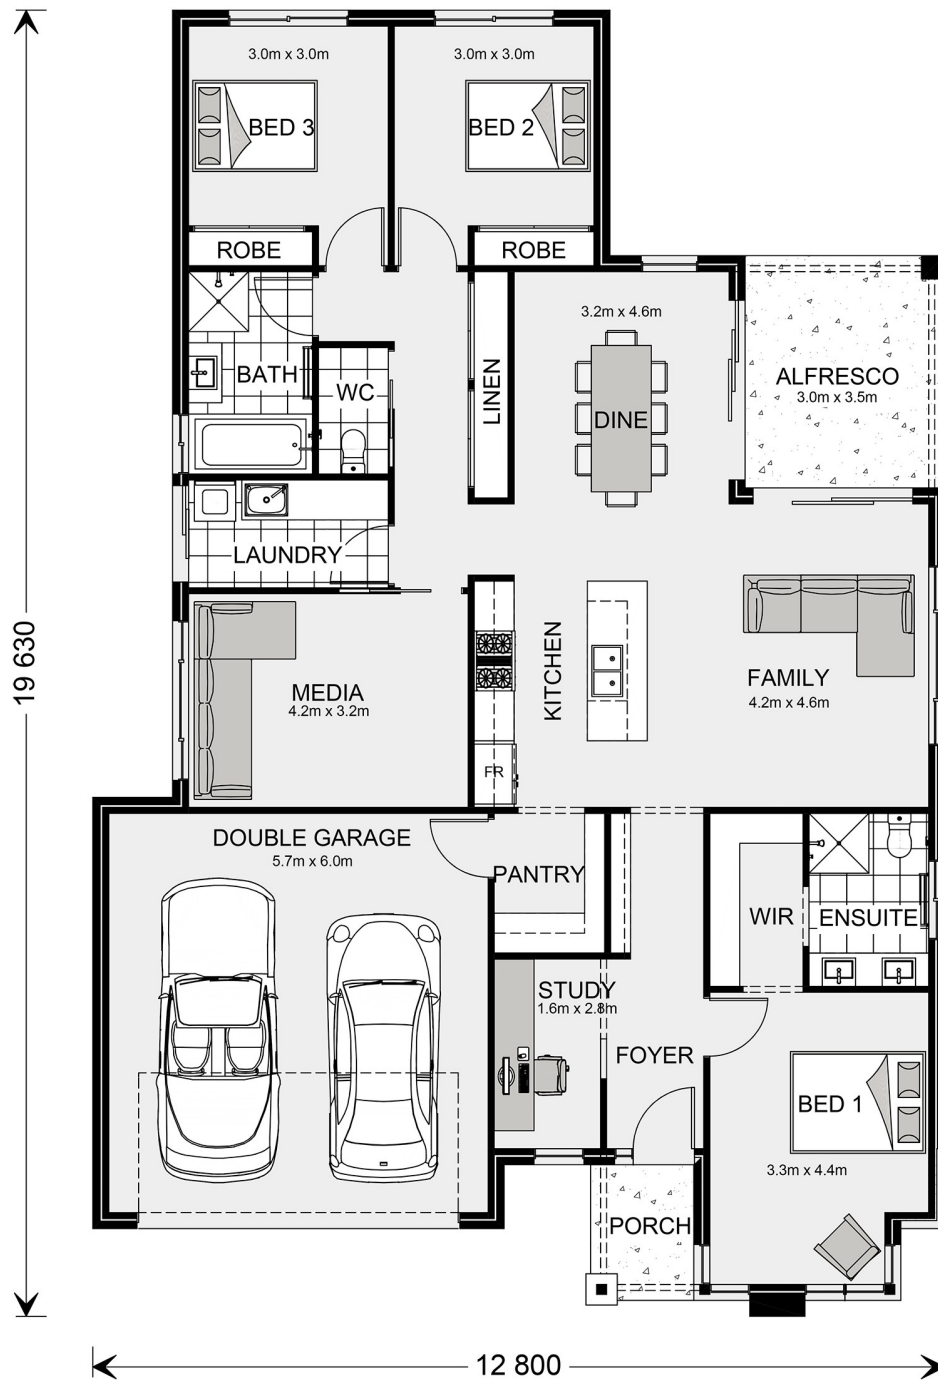 3.0m x 3.0m
3.0m x 3.0m
BED 3
BED 2
ROBE
ROBE
3.2m x 4.6m
BATH
WC
LINEN
DINE
ALFRESCO
3.0m x 3.5m
LAUNDRY
19 630
MEDIA
4.2m x 3.2m
KITCHEN
FAMILY
4.2m x 4.6m
FR
DOUBLE GARAGE
5.7m x 6.0m
PANTRY
WIR
ENSUITE
STUDY
1.6m x 2.8m
FOYER
BED 1
3.3m x 4.4m
PORCH
12 800